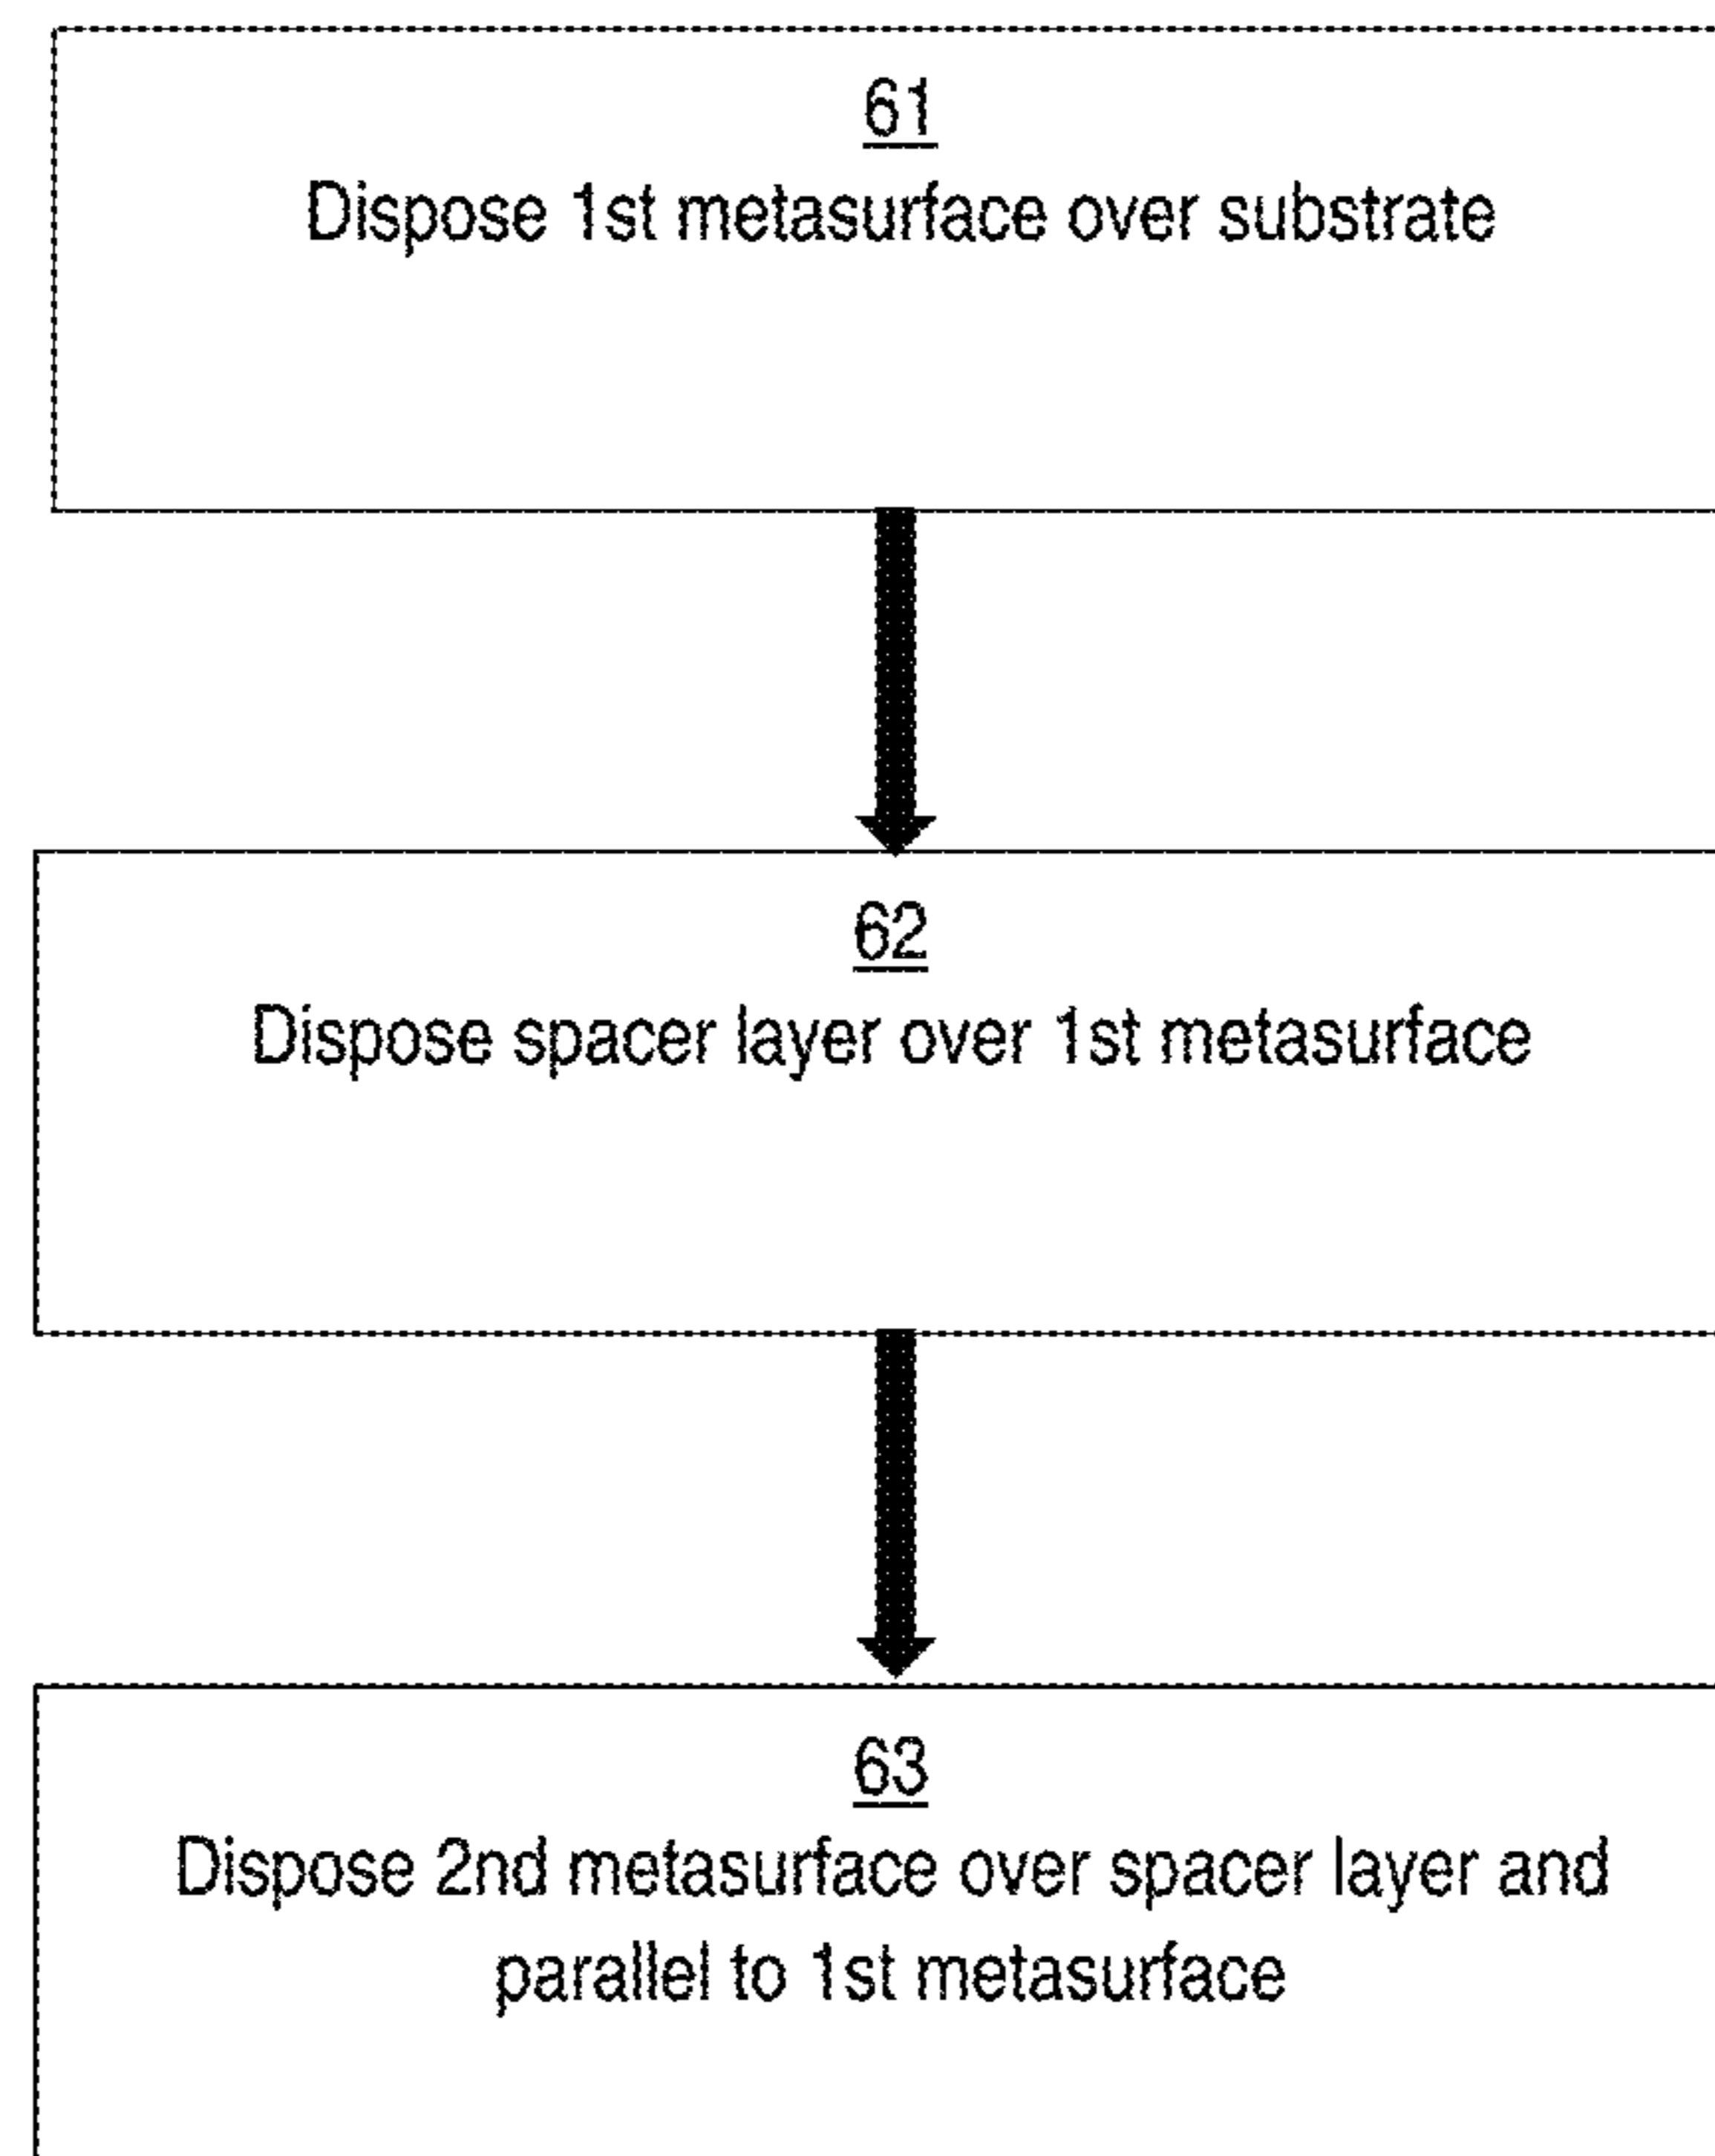 61
Dispose 1st metasurface over substrate
62
Dispose spacer layer over 1st metasurface
63
Dispose 2nd metasurface over spacer layer and
parallel to 1st metasurface